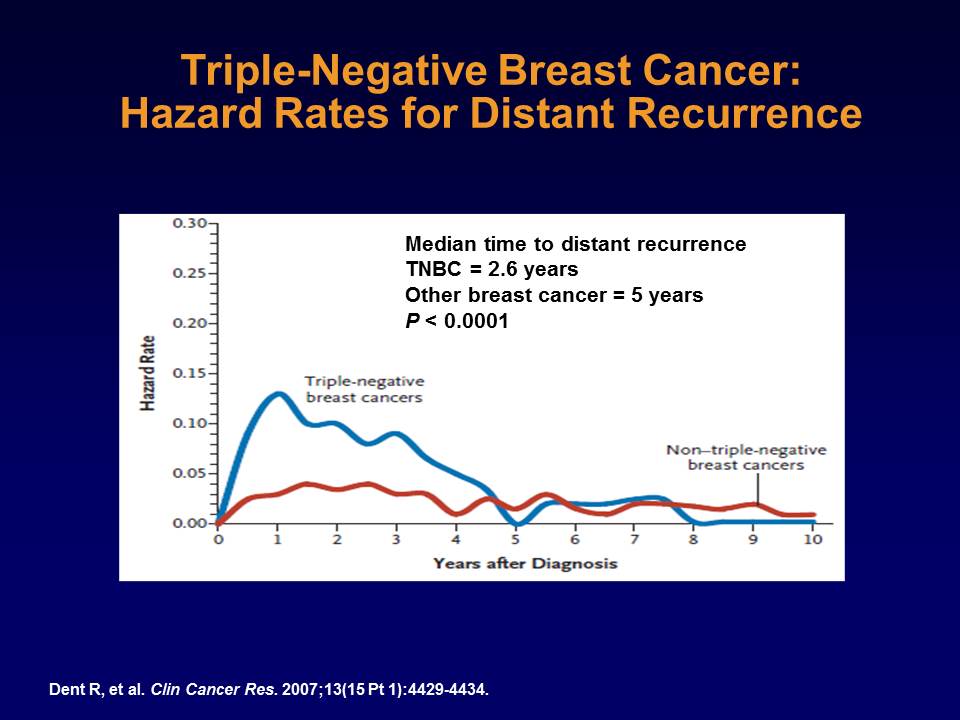 Triple-Negative Breast Cancer:
Hazard Rates for Distant Recurrence
0.30
0.25
0.20
0.15
0.10
0.05
0.00
Hazard Rate
Median time to distant recurrence
TNBC = 2.6 years
Other breast cancer = 5 years
P < 0.0001
Triple-negative
breast cancers
Non–triple-negative
breast cancers
0 1 2 3 4 5 6 7 8 9 10
Years after Diagnosis
Dent R, et al. Clin Cancer Res. 2007;13(15 Pt 1):4429-4434.